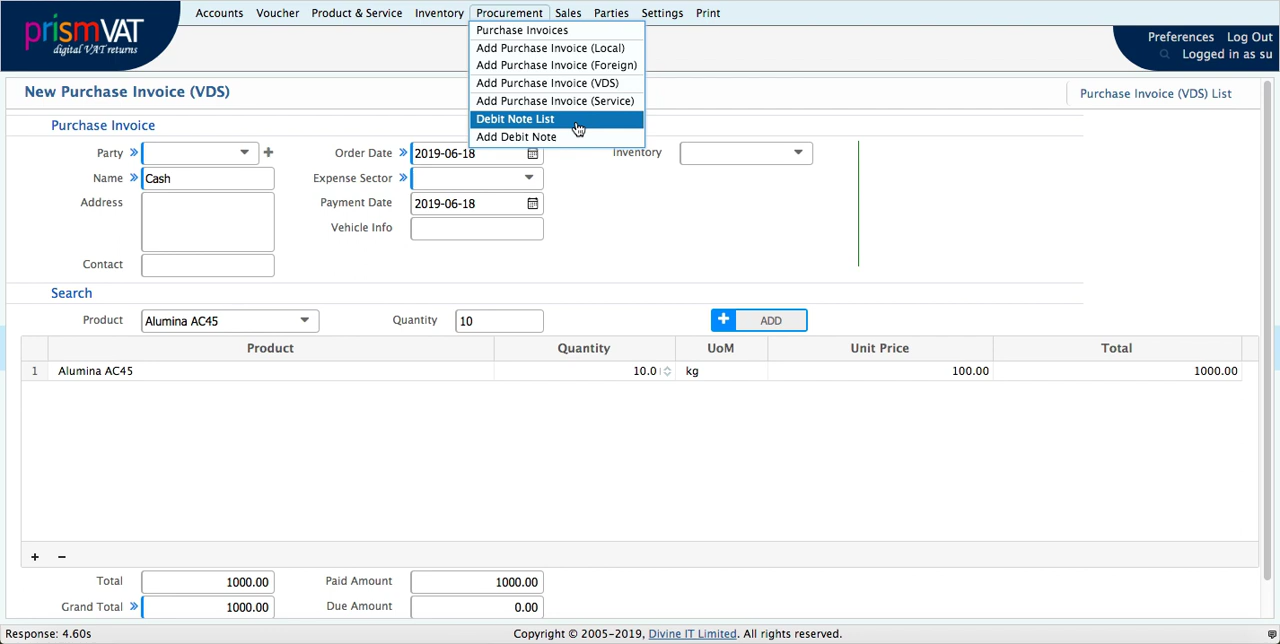 prismVAT
digital VAT returns
Accounts Voucher Product & Service Inventory Procurement Sales Parties Settings Print
Preferences Log Out
Logged in as su
Purchase Invoices
Add Purchase Invoice (Local)
Add Purchase Invoice (Foreign)
Add Purchase Invoice (VDS)
Add Purchase Invoice (Service)
Debit Note List
Add Debit Note
New Purchase Invoice (VDS)
Purchase Invoice (VDS) List
Purchase Invoice
Party » Order Date » 2019-06-18 Inventory
Name » Cash Expense Sector »
Address Payment Date 2019-06-18
Vehicle Info
Contact
Search
Product Alumina AC45 Quantity 10 + ADD
Product Quantity UoM Unit Price Total
1 Alumina AC45 10.0 kg 100.00 1000.00
+ −
Total 1000.00 Paid Amount 1000.00
Grand Total » 1000.00 Due Amount 0.00
Response: 4.60s Copyright © 2005-2019, Divine IT Limited. All rights reserved.